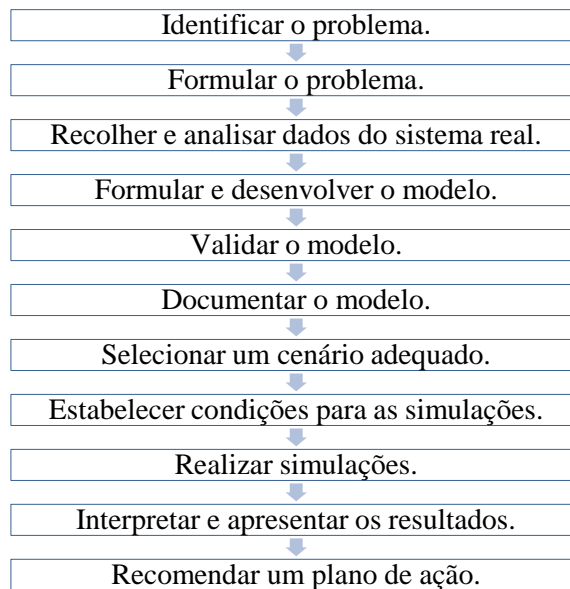 Identificar o problema.
Formular o problema.
Recolher e analisar dados do sistema real.
Formular e desenvolver o modelo.
Validar o modelo.
Documentar o modelo.
Selecionar um cenário adequado.
Estabelecer condições para as simulações.
Realizar simulações.
Interpretar e apresentar os resultados.
Recomendar um plano de ação.